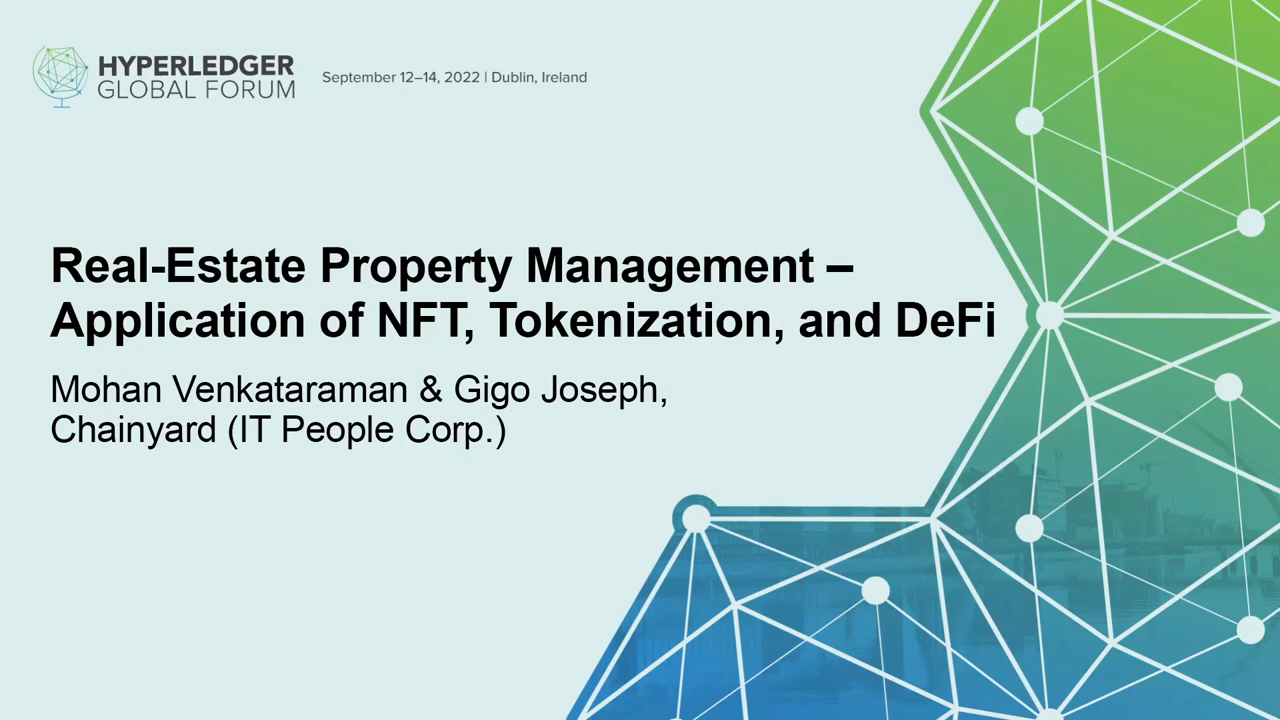 HYPERLEDGER
GLOBAL FORUM
September 12–14, 2022 | Dublin, Ireland
Real-Estate Property Management –
Application of NFT, Tokenization, and DeFi
Mohan Venkataraman & Gigo Joseph,
Chainyard (IT People Corp.)